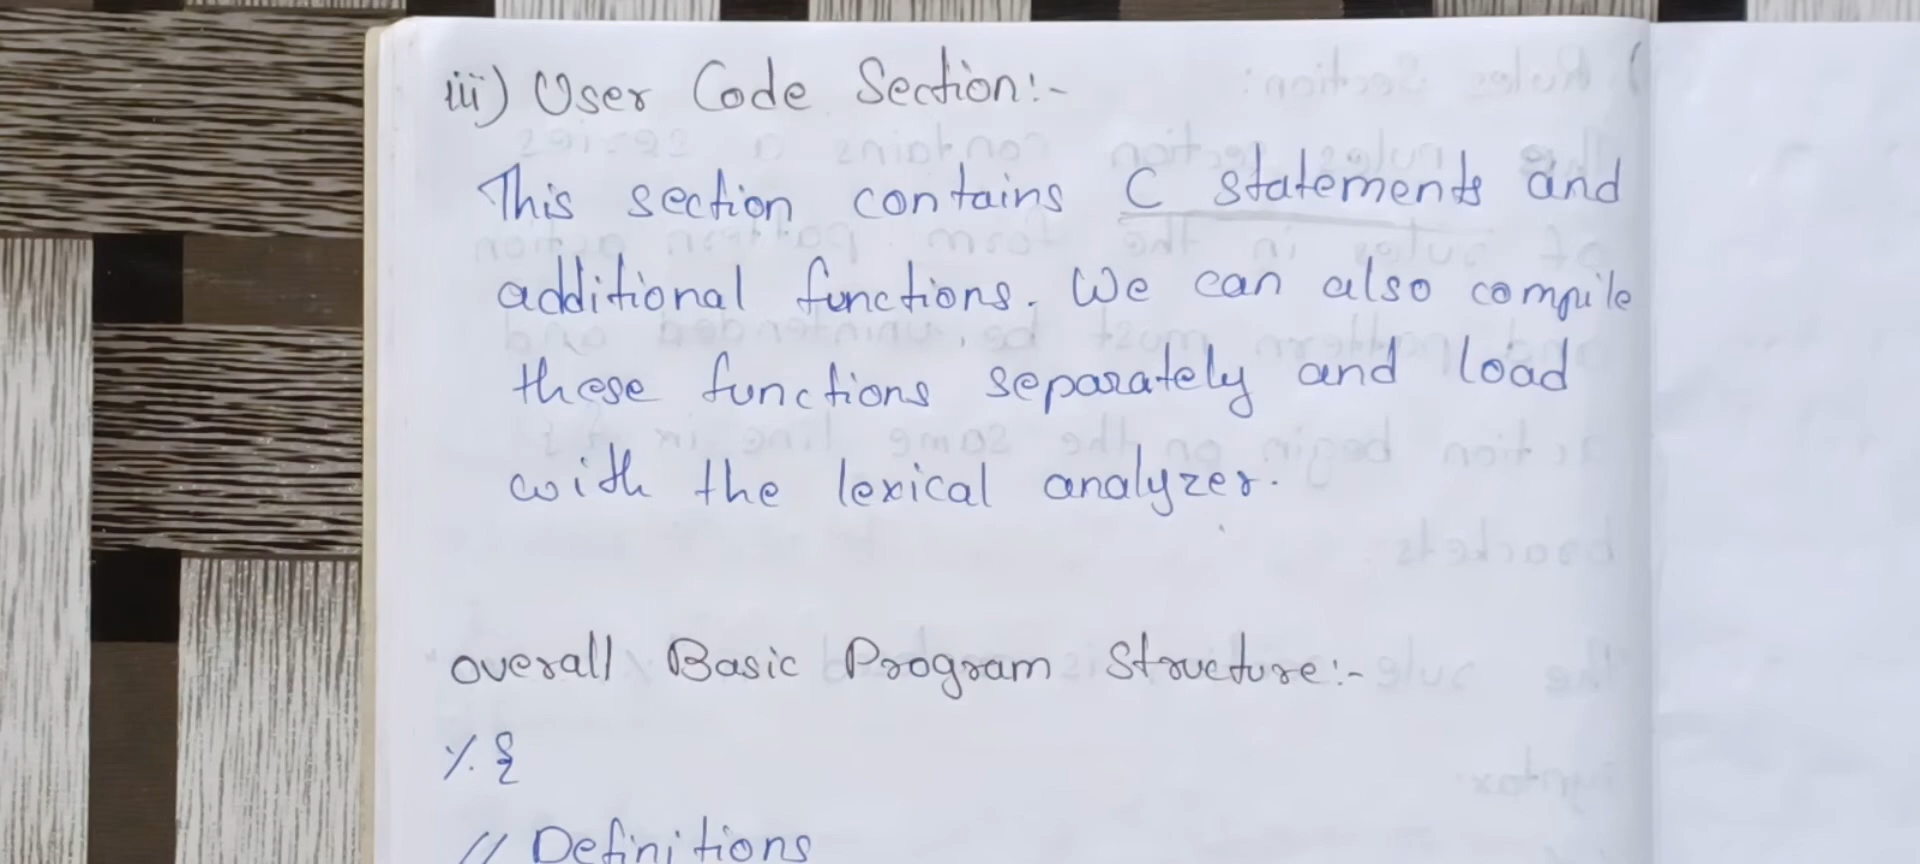 iii) User Code Section:-
This section contains C statements and
additional functions. We can also compile
these functions separately and load
with the lexical analyzer.
overall Basic Program Structure:-
%{
// Definitions